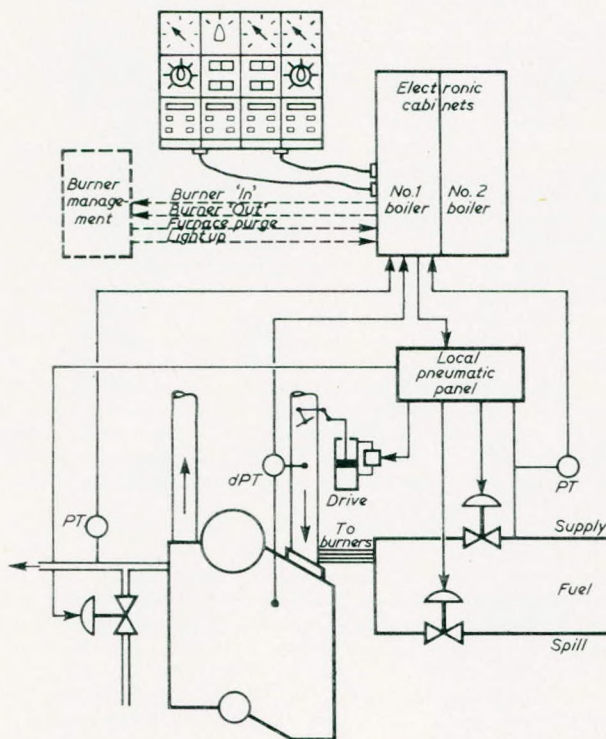 Electronic
cabinets
No.1
boiler
No. 2
boiler
Burner
manage-
ment
Burner 'In'
Burner 'Out'
Furnace purge
Light up
Local
pneumatic
panel
dPT
Drive
PT
PT
To
burners
Supply
Fuel
Spill